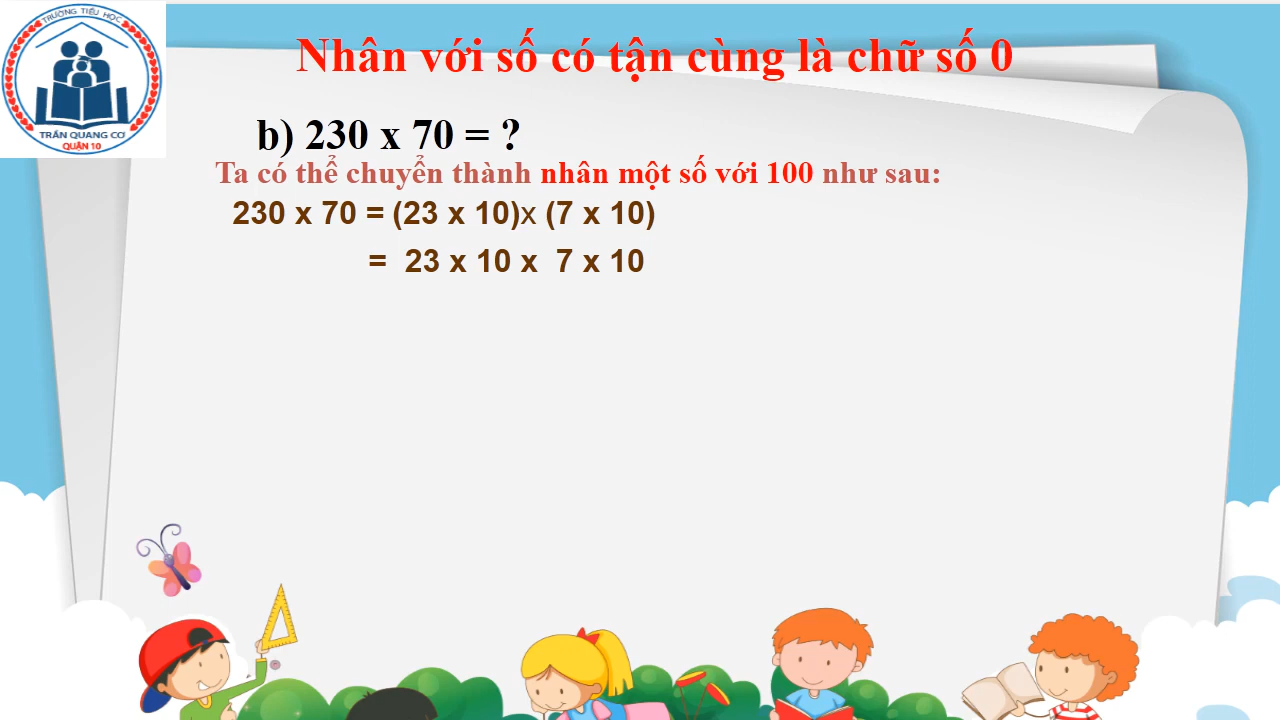 TRƯỜNG TIỂU HỌC
TRẦN QUANG CƠ
QUẬN 10
Nhân với số có tận cùng là chữ số 0
b) 230 x 70 = ?
Ta có thể chuyển thành nhân một số với 100 như sau:
230 x 70 = (23 x 10)x (7 x 10)
= 23 x 10 x 7 x 10